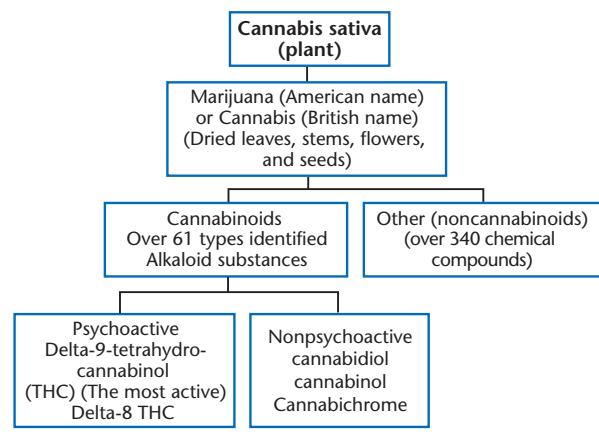 Cannabis sativa
(plant)
Marijuana (American name)
or Cannabis (British name)
(Dried leaves, stems, flowers,
and seeds)
Cannabinoids
Over 61 types identified
Alkaloid substances
Other (noncannabinoids)
(over 340 chemical
compounds)
Psychoactive
Delta-9-tetrahydro-
cannabinol
(THC) (The most active)
Delta-8 THC
Nonpsychoactive
cannabidiol
cannabinol
Cannabichrome